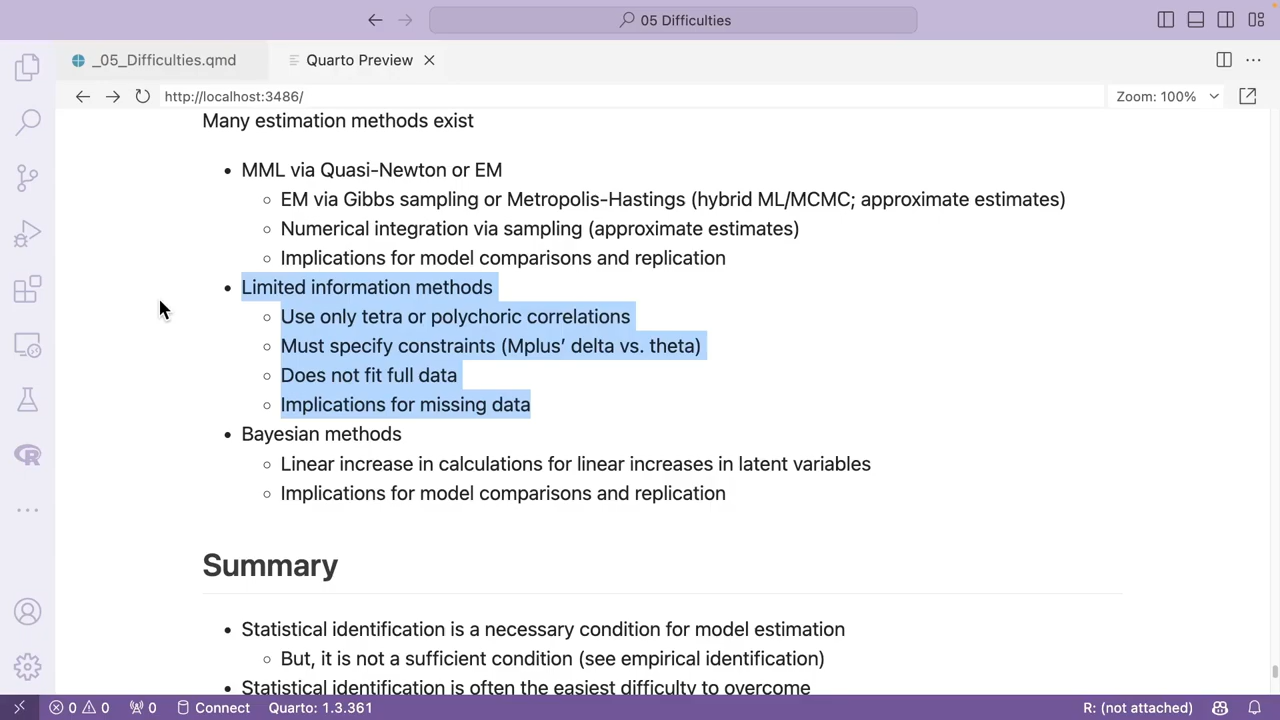 05 Difficulties
_05_Difficulties.qmd
Quarto Preview
http://localhost:3486/
Zoom: 100%
Many estimation methods exist
• MML via Quasi-Newton or EM
◦ EM via Gibbs sampling or Metropolis-Hastings (hybrid ML/MCMC; approximate estimates)
◦ Numerical integration via sampling (approximate estimates)
◦ Implications for model comparisons and replication
• Limited information methods
◦ Use only tetra or polychoric correlations
◦ Must specify constraints (Mplus’ delta vs. theta)
◦ Does not fit full data
◦ Implications for missing data
• Bayesian methods
◦ Linear increase in calculations for linear increases in latent variables
◦ Implications for model comparisons and replication
Summary
• Statistical identification is a necessary condition for model estimation
◦ But, it is not a sufficient condition (see empirical identification)
• Statistical identification is often the easiest difficulty to overcome
0 0 0 Connect Quarto: 1.3.361 R: (not attached)